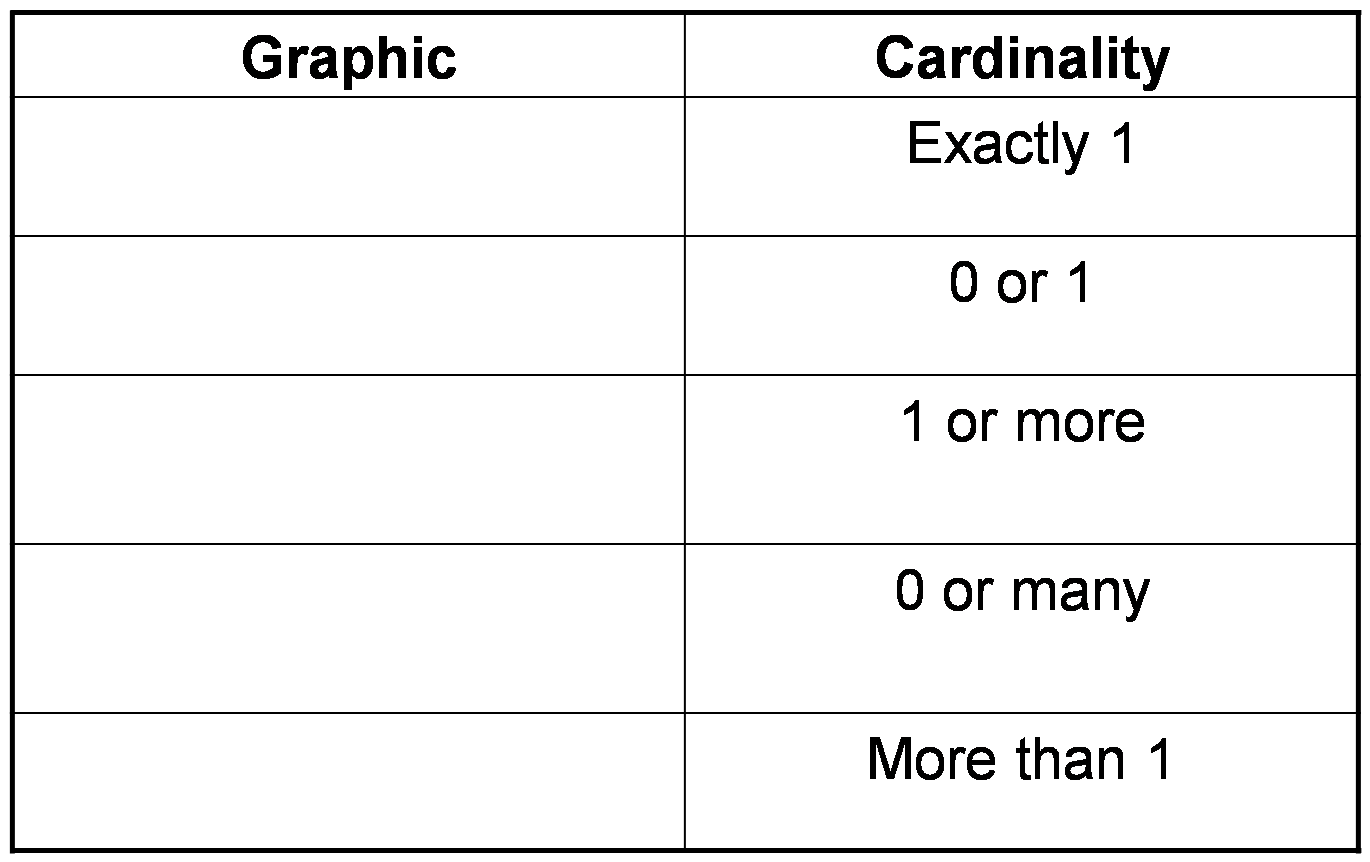 Graphic
Cardinality
Exactly 1
0 or 1
1 or more
0 or many
More than 1